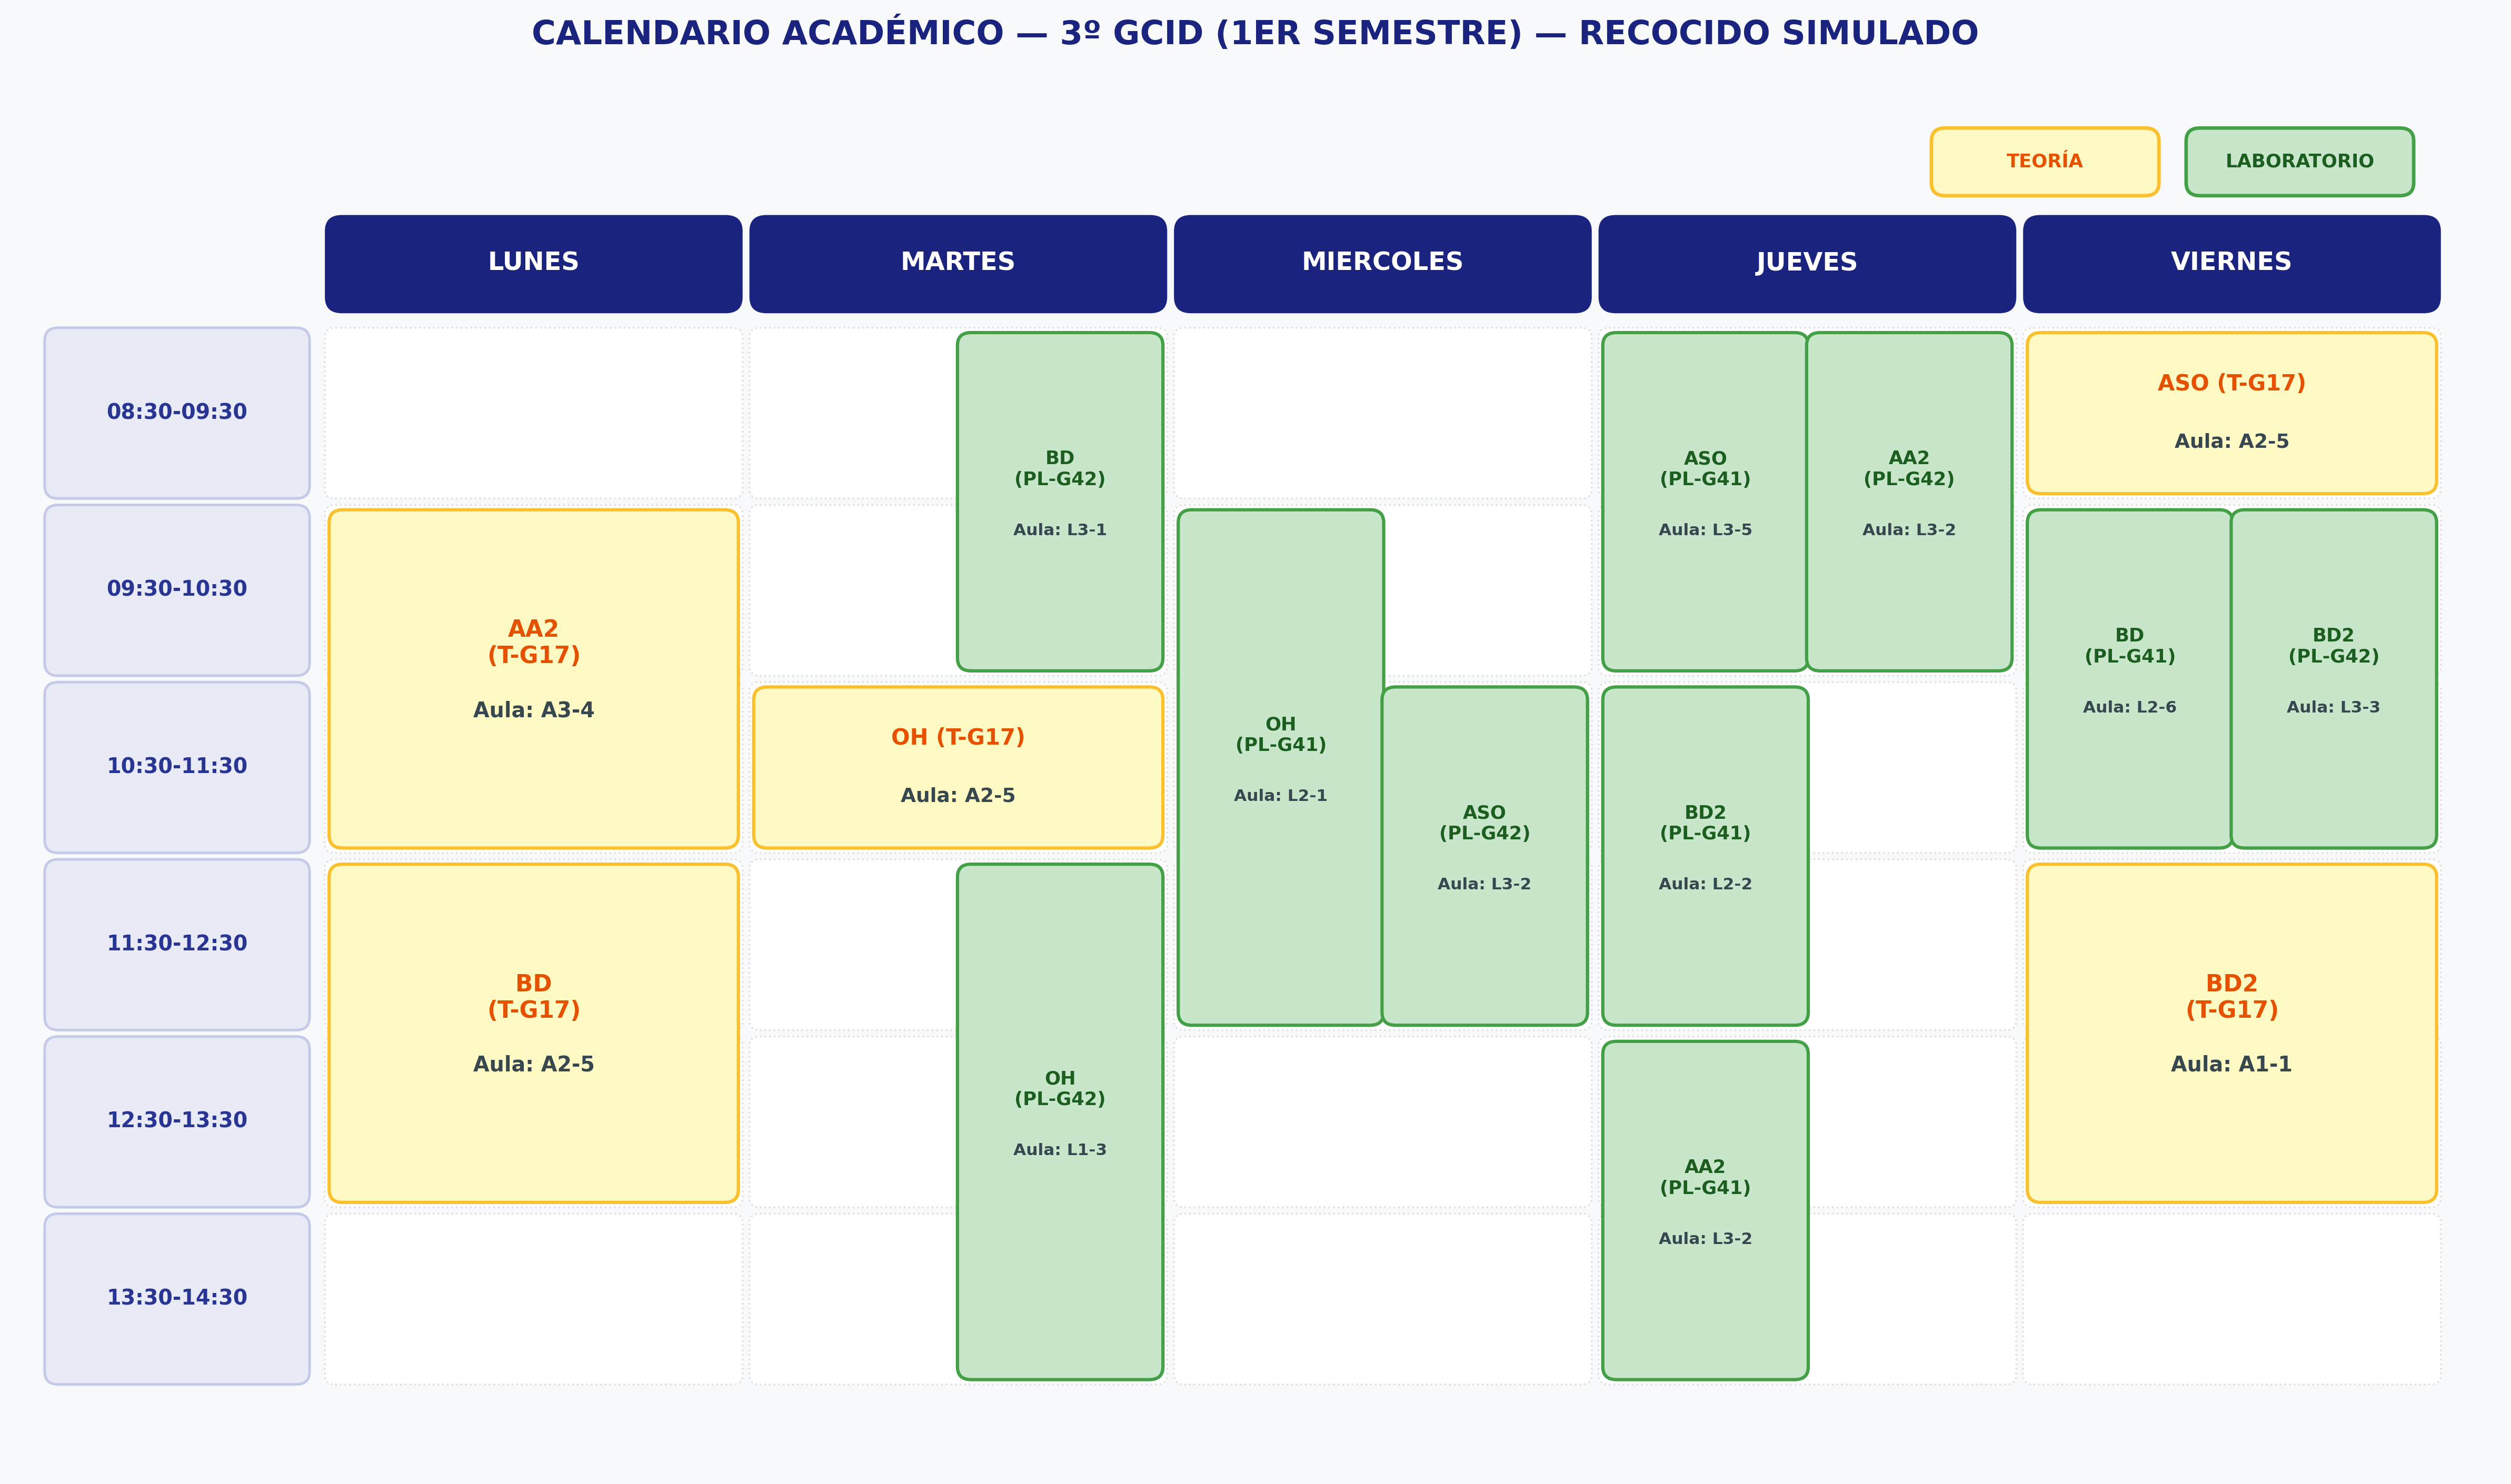 CALENDARIO ACADÉMICO — 3º GCID (1ER SEMESTRE) — RECOCIDO SIMULADO
TEORÍA
LABORATORIO
LUNES
MARTES
MIERCOLES
JUEVES
VIERNES
08:30-09:30
BD
(PL-G42)
Aula: L3-1
ASO
(PL-G41)
Aula: L3-5
AA2
(PL-G42)
Aula: L3-2
ASO (T-G17)
Aula: A2-5
09:30-10:30
AA2
(T-G17)
Aula: A3-4
OH
(PL-G41)
Aula: L2-1
BD
(PL-G41)
Aula: L2-6
BD2
(PL-G42)
Aula: L3-3
10:30-11:30
OH (T-G17)
Aula: A2-5
ASO
(PL-G42)
Aula: L3-2
BD2
(PL-G41)
Aula: L2-2
11:30-12:30
BD
(T-G17)
Aula: A2-5
OH
(PL-G42)
Aula: L1-3
BD2
(T-G17)
Aula: A1-1
12:30-13:30
AA2
(PL-G41)
Aula: L3-2
13:30-14:30